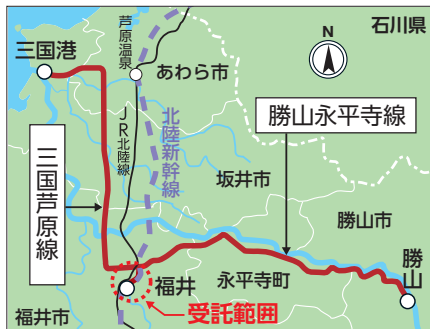 石川県
N
三国港
芦原温泉
あわら市
JR北陸線
北陸新幹線
勝山永平寺線
三国芦原線
坂井市
勝山市
勝山
福井
永平寺町
受託範囲
福井市